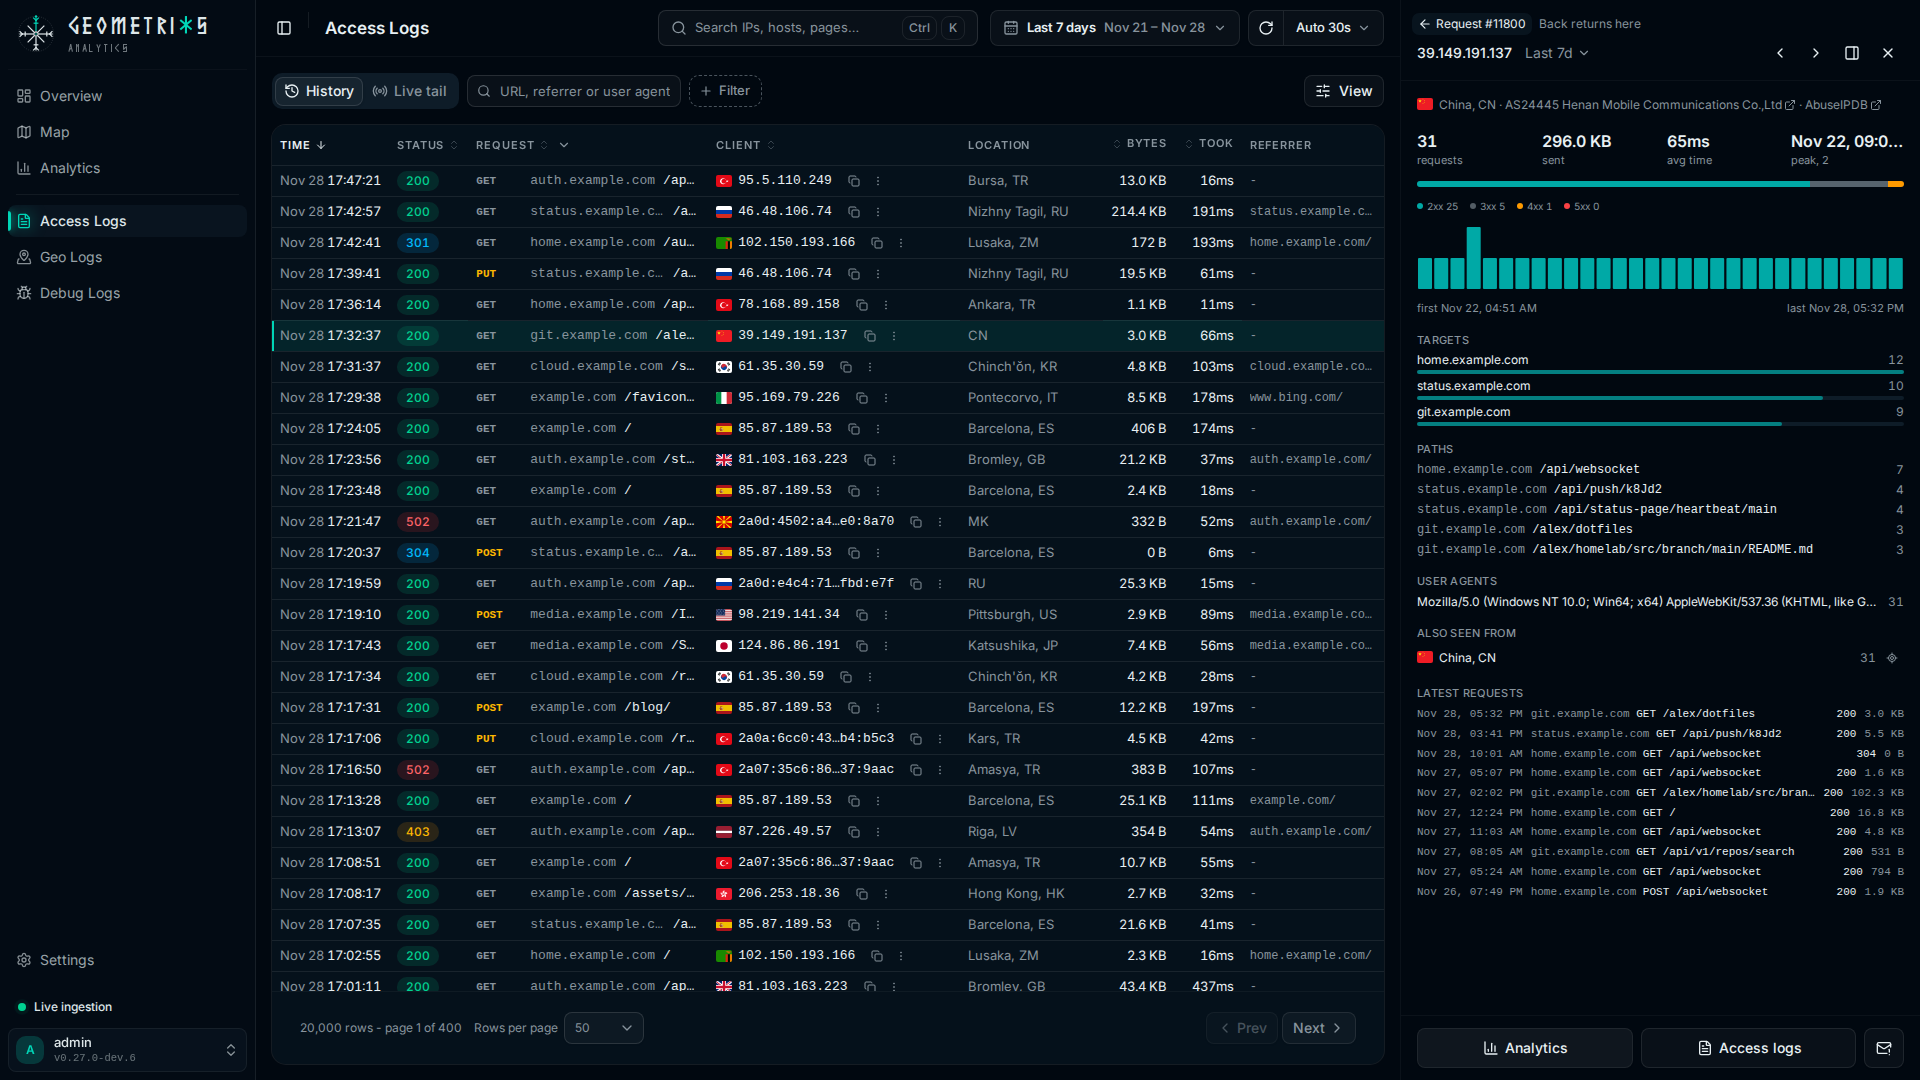 GEOMETRIKS
ANALYTICS
Overview
Map
Analytics
Access Logs
Geo Logs
Debug Logs
Settings
Live ingestion
A
admin
v0.27.0-dev.6
Access Logs
Search IPs, hosts, pages...
Ctrl K
Last 7 days Nov 21 – Nov 28
Auto 30s
History
Live tail
URL, referrer or user agent
Filter
View
TIME STATUS REQUEST CLIENT LOCATION BYTES TOOK REFERRER
Nov 28 17:47:21 200 GET auth.example.com /ap… 95.5.110.249 Bursa, TR 13.0 KB 16ms -
Nov 28 17:42:57 200 GET status.example.c… /a… 46.48.106.74 Nizhny Tagil, RU 214.4 KB 191ms status.example.c…
Nov 28 17:42:41 301 GET home.example.com /au… 102.150.193.166 Lusaka, ZM 172 B 193ms home.example.com/
Nov 28 17:39:41 200 PUT status.example.c… /a… 46.48.106.74 Nizhny Tagil, RU 19.5 KB 61ms -
Nov 28 17:36:14 200 GET home.example.com /ap… 78.168.89.158 Ankara, TR 1.1 KB 11ms -
Nov 28 17:32:37 200 GET git.example.com /ale… 39.149.191.137 CN 3.0 KB 66ms -
Nov 28 17:31:37 200 GET cloud.example.com /s… 61.35.30.59 Chinch'ŏn, KR 4.8 KB 103ms cloud.example.co…
Nov 28 17:29:38 200 GET example.com /favicon… 95.169.79.226 Pontecorvo, IT 8.5 KB 178ms www.bing.com/
Nov 28 17:24:05 200 GET example.com / 85.87.189.53 Barcelona, ES 406 B 174ms -
Nov 28 17:23:56 200 GET auth.example.com /st… 81.103.163.223 Bromley, GB 21.2 KB 37ms auth.example.com/
Nov 28 17:23:48 200 GET example.com / 85.87.189.53 Barcelona, ES 2.4 KB 18ms -
Nov 28 17:21:47 502 GET auth.example.com /ap… 2a0d:4502:a4…e0:8a70 MK 332 B 52ms auth.example.com/
Nov 28 17:20:37 304 POST status.example.c… /a… 85.87.189.53 Barcelona, ES 0 B 6ms -
Nov 28 17:19:59 200 GET auth.example.com /ap… 2a0d:e4c4:71…fbd:e7f RU 25.3 KB 15ms -
Nov 28 17:19:10 200 POST media.example.com /I… 98.219.141.34 Pittsburgh, US 2.9 KB 89ms media.example.co…
Nov 28 17:17:43 200 GET media.example.com /S… 124.86.86.191 Katsushika, JP 7.4 KB 56ms media.example.co…
Nov 28 17:17:34 200 GET cloud.example.com /r… 61.35.30.59 Chinch'ŏn, KR 4.2 KB 28ms -
Nov 28 17:17:31 200 POST example.com /blog/ 85.87.189.53 Barcelona, ES 12.2 KB 197ms -
Nov 28 17:17:06 200 PUT cloud.example.com /r… 2a0a:6cc0:43…b4:b5c3 Kars, TR 4.5 KB 42ms -
Nov 28 17:16:50 502 GET auth.example.com /ap… 2a07:35c6:86…37:9aac Amasya, TR 383 B 107ms -
Nov 28 17:13:28 200 GET example.com / 85.87.189.53 Barcelona, ES 25.1 KB 111ms example.com/
Nov 28 17:13:07 403 GET auth.example.com /ap… 87.226.49.57 Riga, LV 354 B 54ms auth.example.com/
Nov 28 17:08:51 200 GET example.com / 2a07:35c6:86…37:9aac Amasya, TR 10.7 KB 55ms -
Nov 28 17:08:17 200 GET example.com /assets/… 206.253.18.36 Hong Kong, HK 2.7 KB 32ms -
Nov 28 17:07:35 200 GET status.example.c… /a… 85.87.189.53 Barcelona, ES 21.6 KB 41ms -
Nov 28 17:02:55 200 GET home.example.com / 102.150.193.166 Lusaka, ZM 2.3 KB 16ms home.example.com/
Nov 28 17:01:11 200 GET auth.example.com /ap… 81.103.163.223 Bromley, GB 43.4 KB 437ms -
20,000 rows - page 1 of 400 Rows per page 50
Prev
Next
Request #11800 Back returns here
39.149.191.137 Last 7d
China, CN · AS24445 Henan Mobile Communications Co.,Ltd · AbuseIPDB
31 296.0 KB 65ms Nov 22, 09:0…
requests sent avg time peak, 2
2xx 25 3xx 5 4xx 1 5xx 0
first Nov 22, 04:51 AM last Nov 28, 05:32 PM
TARGETS
home.example.com 12
status.example.com 10
git.example.com 9
PATHS
home.example.com /api/websocket 7
status.example.com /api/push/k8Jd2 4
status.example.com /api/status-page/heartbeat/main 4
git.example.com /alex/dotfiles 3
git.example.com /alex/homelab/src/branch/main/README.md 3
USER AGENTS
Mozilla/5.0 (Windows NT 10.0; Win64; x64) AppleWebKit/537.36 (KHTML, like G… 31
ALSO SEEN FROM
China, CN 31
LATEST REQUESTS
Nov 28, 05:32 PM git.example.com GET /alex/dotfiles 200 3.0 KB
Nov 28, 03:41 PM status.example.com GET /api/push/k8Jd2 200 5.5 KB
Nov 28, 10:01 AM home.example.com GET /api/websocket 304 0 B
Nov 27, 05:07 PM home.example.com GET /api/websocket 200 1.6 KB
Nov 27, 02:02 PM git.example.com GET /alex/homelab/src/bran… 200 102.3 KB
Nov 27, 12:24 PM home.example.com GET / 200 16.8 KB
Nov 27, 11:03 AM home.example.com GET /api/websocket 200 4.8 KB
Nov 27, 08:05 AM git.example.com GET /api/v1/repos/search 200 531 B
Nov 27, 05:24 AM home.example.com GET /api/websocket 200 794 B
Nov 26, 07:49 PM home.example.com POST /api/websocket 200 1.9 KB
Analytics
Access logs